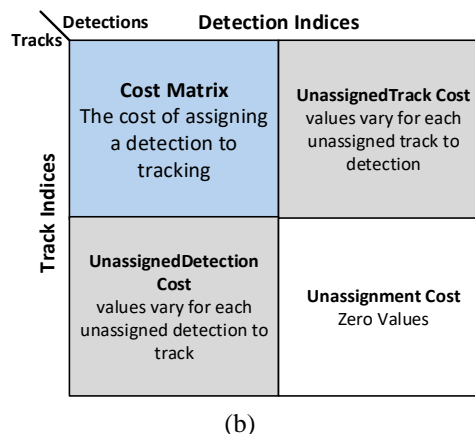 Detections
Detection Indices
Tracks
Track Indices
Cost Matrix
The cost of assigning
a detection to
tracking
UnassignedTrack Cost
values vary for each
unassigned track to
detection
UnassignedDetection
Cost
values vary for each
unassigned detection to
track
Unassignment Cost
Zero Values
(b)